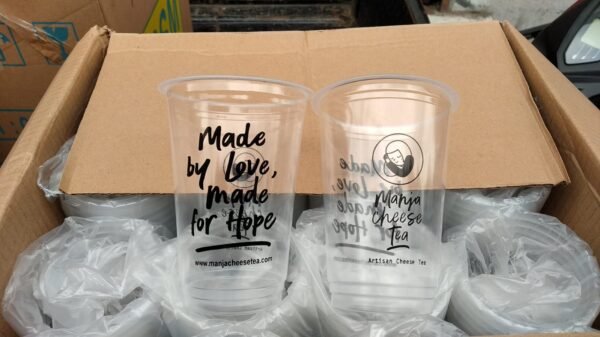 Made
by Love,
made
for Hope
www.manjacheesetea.com
Manja
cheese
Tea
Artisan Cheese Tea